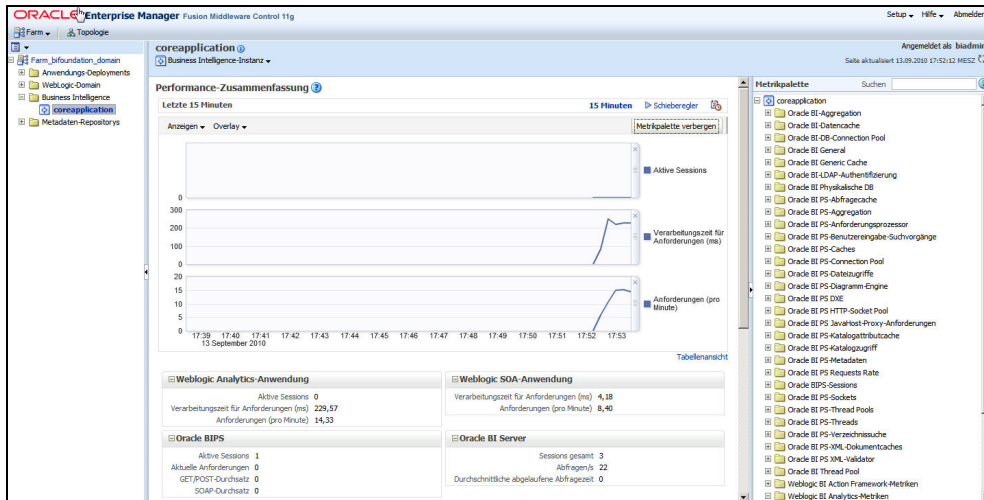 ORACLE Enterprise Manager Fusion Middleware Control 11g
Setup Hilfe Abmelden
Farm Topologie
Farm_bifoundation_domain
Anwendungs-Deployments
WebLogic-Domain
Business Intelligence
coreapplication
Metadaten-Repositorys
coreapplication
Business Intelligence-Instanz
Angemeldet als biadmin
Seite aktualisiert 13.09.2010 17:52:12 MESZ
Performance-Zusammenfassung
Letzte 15 Minuten
15 Minuten Schieberegler
Anzeigen Overlay
Metrikpalette verbergen
0
Aktive Sessions
300
200
100
0
Verarbeitungszeit für
Anforderungen (ms)
20
15
10
5
0
Anforderungen (pro
Minute)
17:39 17:40 17:41 17:42 17:43 17:44 17:45 17:46 17:47 17:48 17:49 17:50 17:51 17:52 17:53
13 September 2010
Tabellenansicht
Weblogic Analytics-Anwendung
Aktive Sessions 0
Verarbeitungszeit für Anforderungen (ms) 229,57
Anforderungen (pro Minute) 14,33
Weblogic SOA-Anwendung
Verarbeitungszeit für Anforderungen (ms) 4,18
Anforderungen (pro Minute) 8,40
Oracle BIPS
Aktive Sessions 1
Aktuelle Anforderungen 0
GET/POST-Durchsatz 0
SOAP-Durchsatz 0
Oracle BI Server
Sessions gesamt 3
Abfragen/s 22
Durchschnittliche abgelaufene Abfragezeit 0
Metrikpalette Suchen
coreapplication
Oracle BI-Aggregation
Oracle BI-Datencache
Oracle BI-DB-Connection Pool
Oracle BI General
Oracle BI Generic Cache
Oracle BI-LDAP-Authentifizierung
Oracle BI Physikalische DB
Oracle BI PS-Abfragecache
Oracle BI PS-Aggregation
Oracle BI PS-Anforderungsprozessor
Oracle BI PS-Benutzereingabe-Suchvorgänge
Oracle BI PS-Caches
Oracle BI PS-Connection Pool
Oracle BI PS-Dateizugriffe
Oracle BI PS-Diagramm-Engine
Oracle BI PS DXE
Oracle BI PS HTTP-Socket Pool
Oracle BI PS JavaHost-Proxy-Anforderungen
Oracle BI PS-Katalogattributcache
Oracle BI PS-Katalogzugriff
Oracle BI PS-Metadaten
Oracle BI PS Requests Rate
Oracle BIPS-Sessions
Oracle BI PS-Sockets
Oracle BI PS-Thread Pools
Oracle BI PS-Threads
Oracle BI PS-Verzeichnissuche
Oracle BI PS-XML-Dokumentcaches
Oracle BI PS XML-Validator
Oracle BI Thread Pool
Weblogic BI Action Framework-Metriken
Weblogic BI Analytics-Metriken